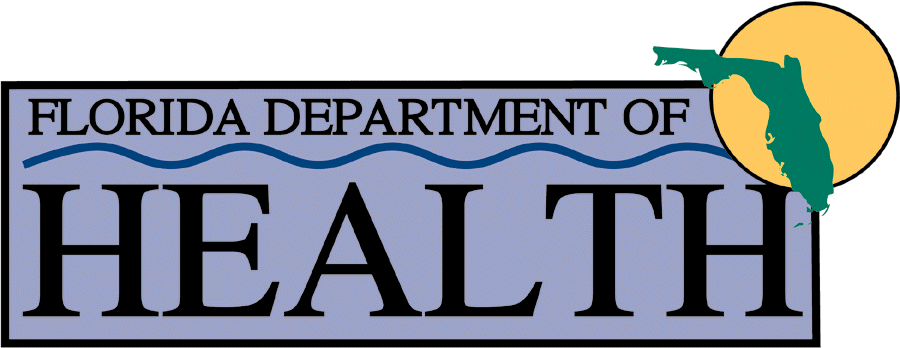 FLORIDA DEPARTMENT OF
HEALTH